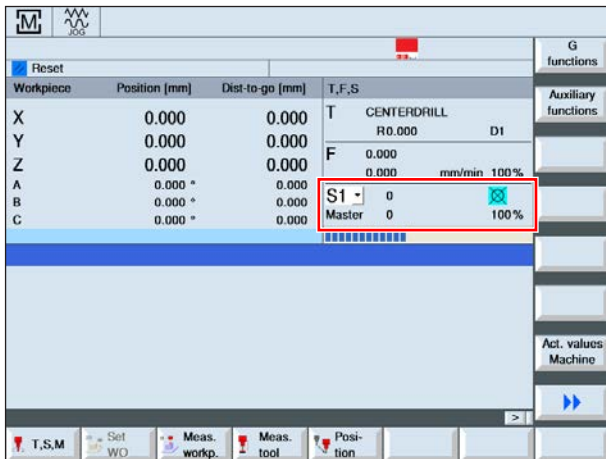 M
JOG
G
functions
Reset
Workpiece Position [mm] Dist-to-go [mm] T,F,S
Auxiliary
functions
X 0.000 0.000
T CENTERDRILL
R0.000 D1
Y 0.000 0.000
F 0.000
Z 0.000 0.000
0.000 mm/min 100%
A 0.000 ° 0.000
B 0.000 ° 0.000
C 0.000 ° 0.000
S1 0
Master 0 100%
Act. values
Machine
>
T,S,M
Set
WO
Meas.
workp.
Meas.
tool
Posi-
tion